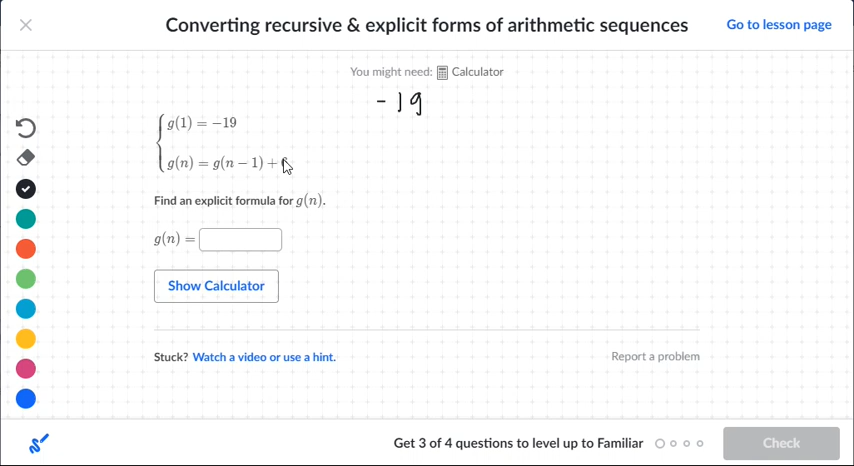 Converting recursive & explicit forms of arithmetic sequences
Go to lesson page
You might need: Calculator
-19
g(1) = −19
g(n) = g(n − 1) +
Find an explicit formula for g(n).
g(n) =
Show Calculator
Stuck? Watch a video or use a hint.
Report a problem
Get 3 of 4 questions to level up to Familiar
Check